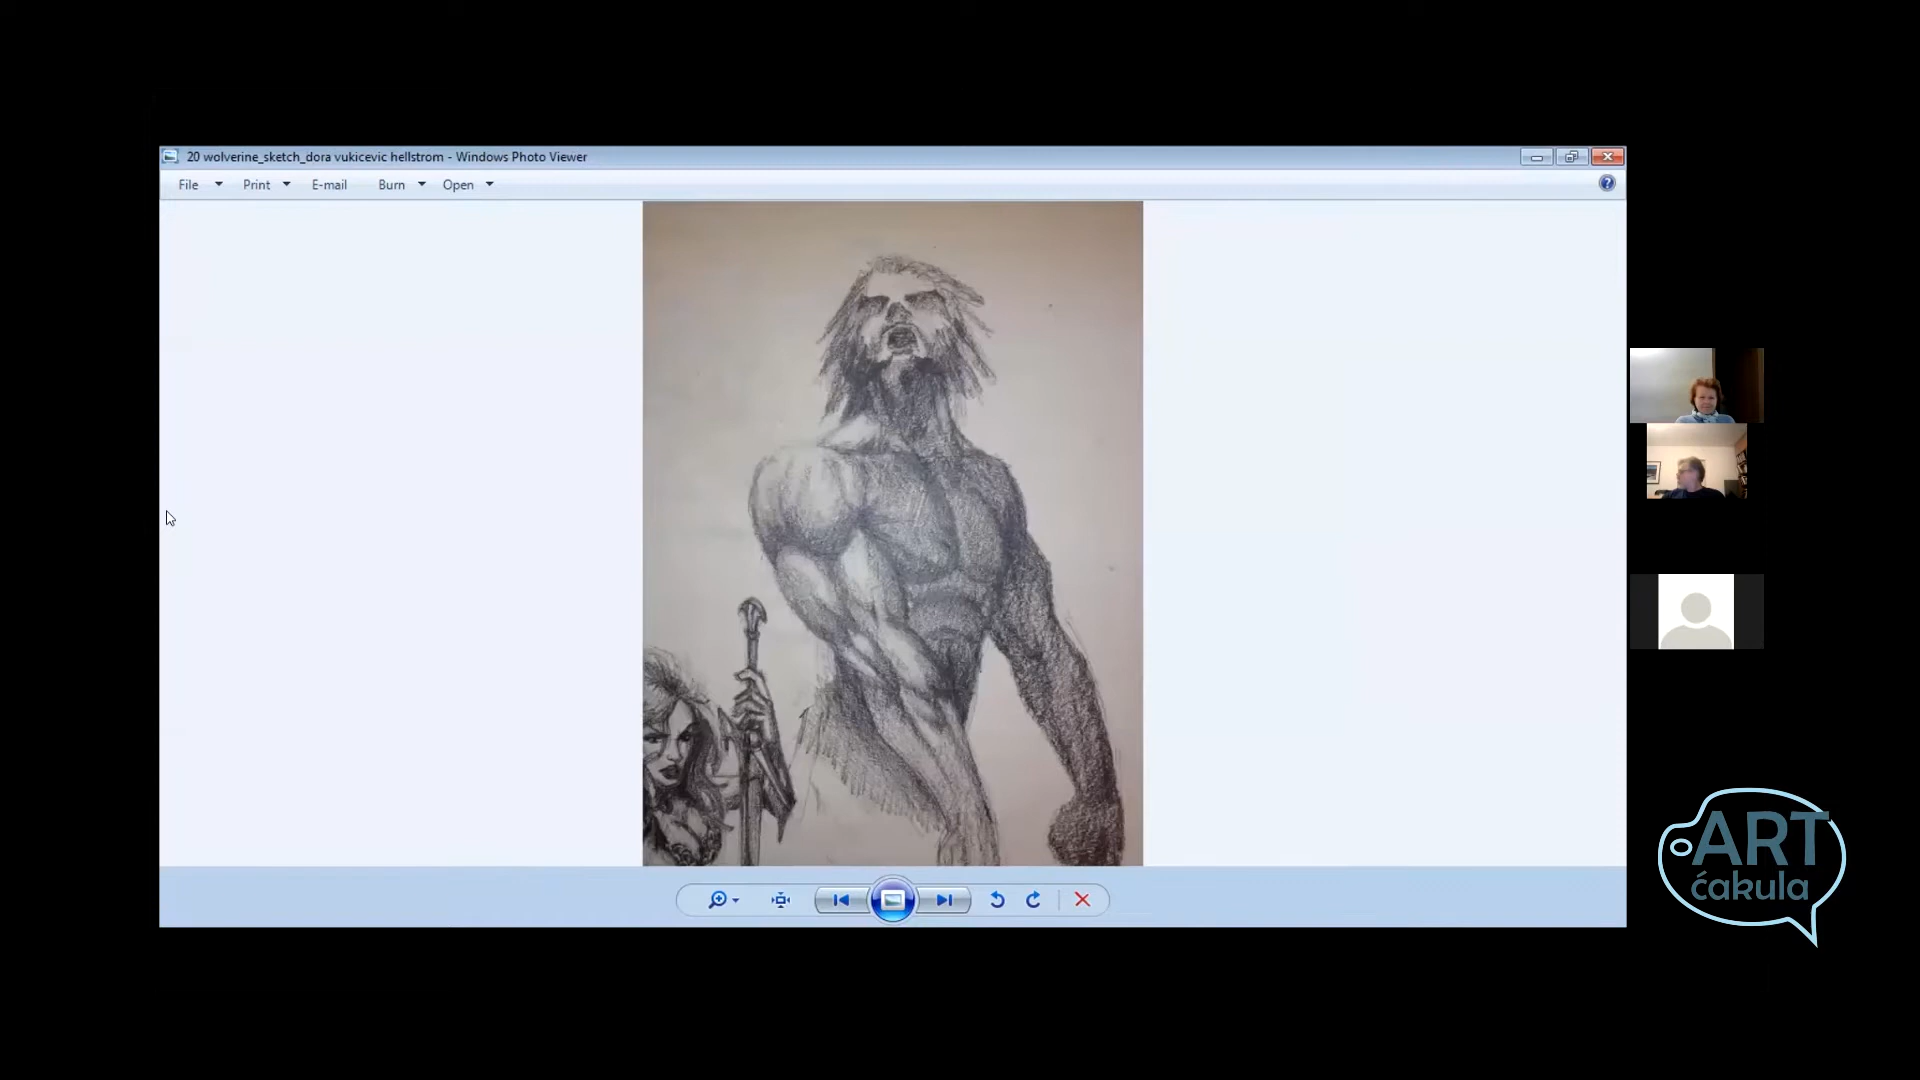 20 wolverine_sketch_dora vukicevic hellstrom - Windows Photo Viewer
File Print E-mail Burn Open
?
ART
ćakula